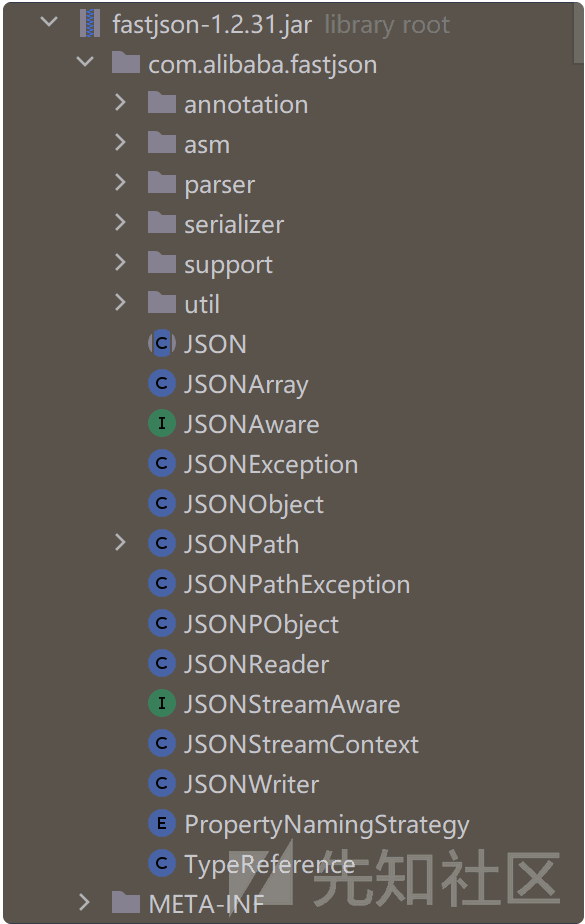 fastjson-1.2.31.jar library root
com.alibaba.fastjson
annotation
asm
parser
serializer
support
util
C JSON
C JSONArray
I JSONAware
C JSONException
C JSONObject
C JSONPath
C JSONPathException
C JSONPObject
C JSONReader
I JSONStreamAware
C JSONStreamContext
C JSONWriter
E PropertyNamingStrategy
C TypeReference
META-INF
先知社区